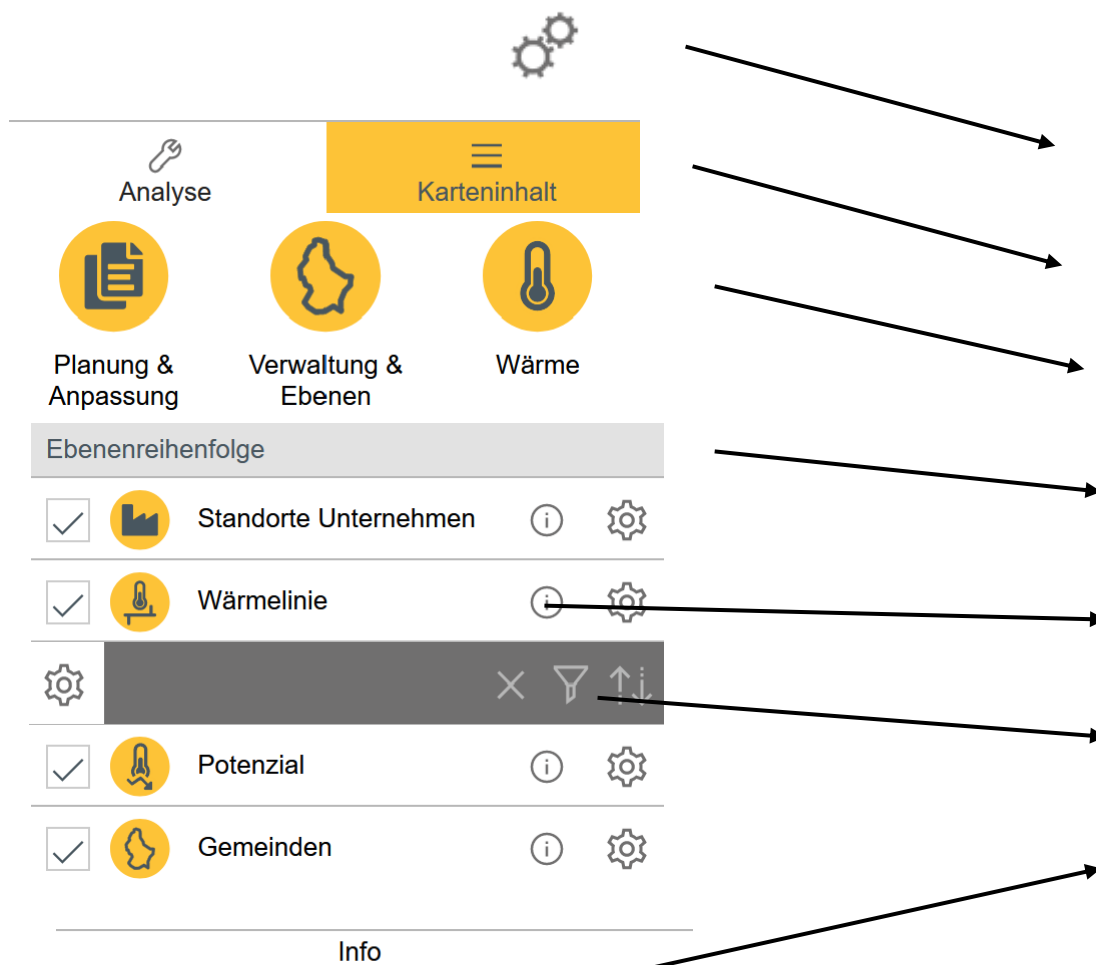 Analyse
Karteninhalt
Planung &
Anpassung
Verwaltung &
Ebenen
Wärme
Ebenenreihenfolge
Standorte Unternehmen
Wärmelinie
Potenzial
Gemeinden
Info